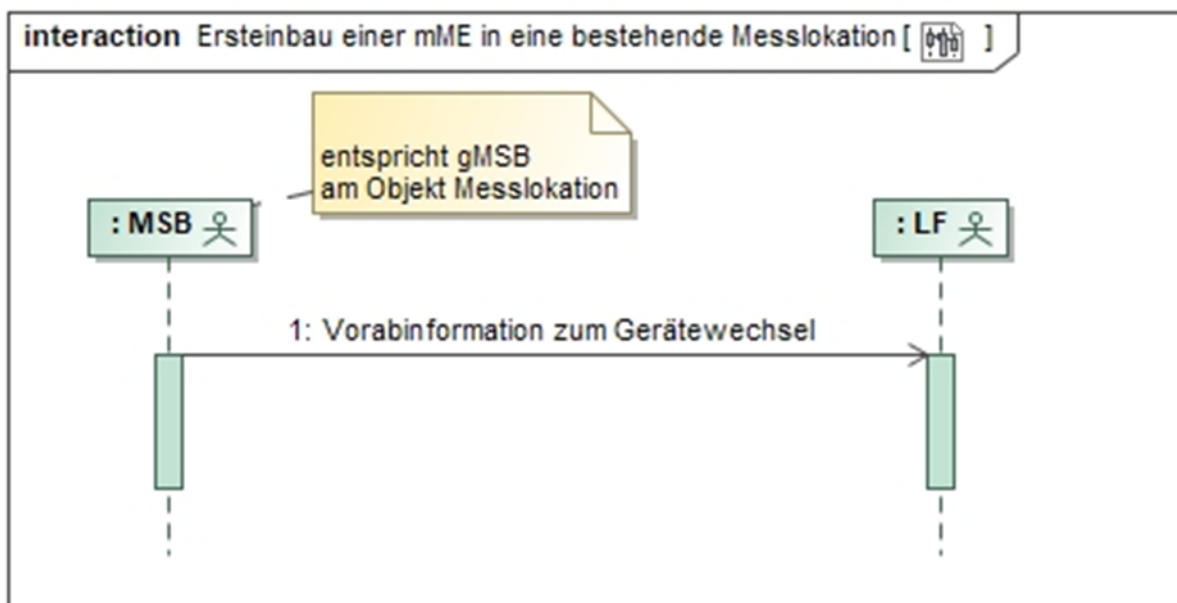 interaction Ersteinbau einer mME in eine bestehende Messlokation [ ]
entspricht gMSB
am Objekt Messlokation
: MSB
: LF
1: Vorabinformation zum Gerätewechsel